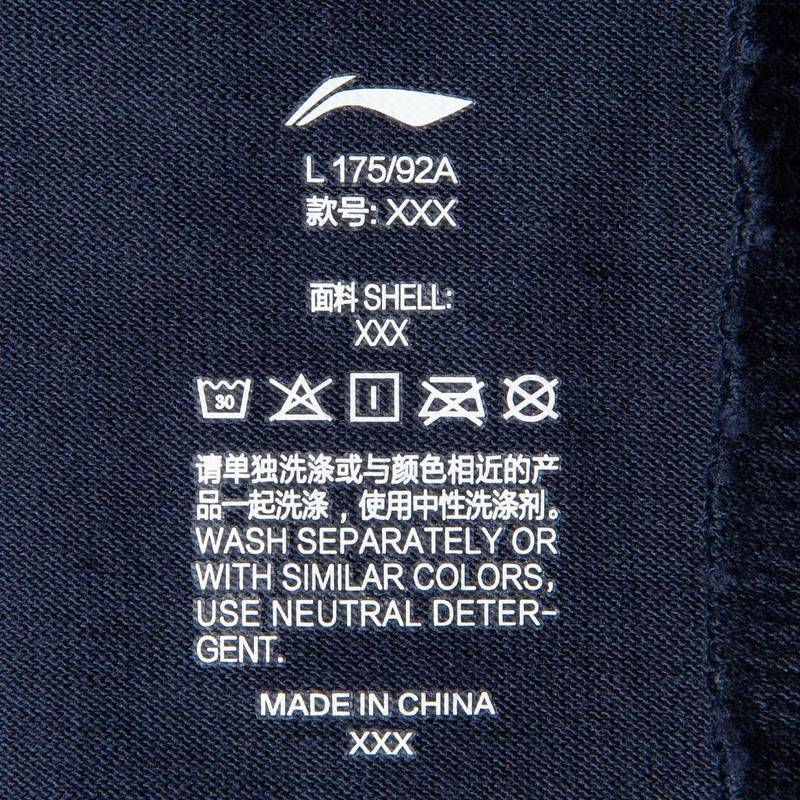 L 175/92A
款号: XXX
面料 SHELL:
XXX
30
请单独洗涤或与颜色相近的产
品一起洗涤，使用中性洗涤剂。
WASH SEPARATELY OR
WITH SIMILAR COLORS,
USE NEUTRAL DETER-
GENT.
MADE IN CHINA
XXX